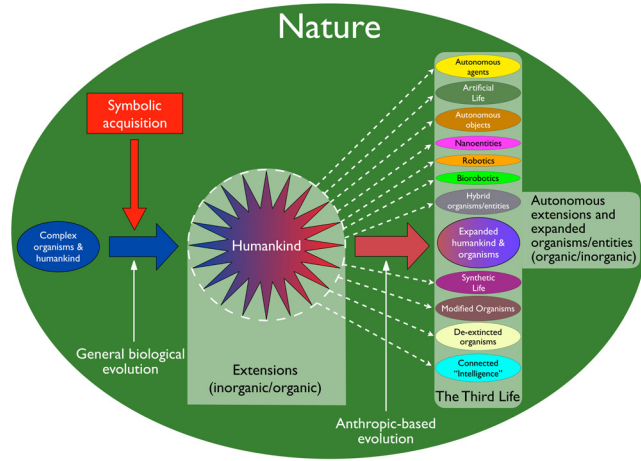 Nature
Symbolic
acquisition
Complex
organisms &
humankind
General biological
evolution
Humankind
Extensions
(inorganic/organic)
Anthropic-based
evolution
Autonomous
agents
Artificial
Life
Autonomous
objects
Nanoentities
Robotics
Biorobotics
Hybrid
organisms/entities
Expanded
humankind &
organisms
Synthetic
Life
Modified Organisms
De-extincted
organisms
Connected
"Intelligence"
The Third Life
Autonomous
extensions and
expanded
organisms/entities
(organic/inorganic)